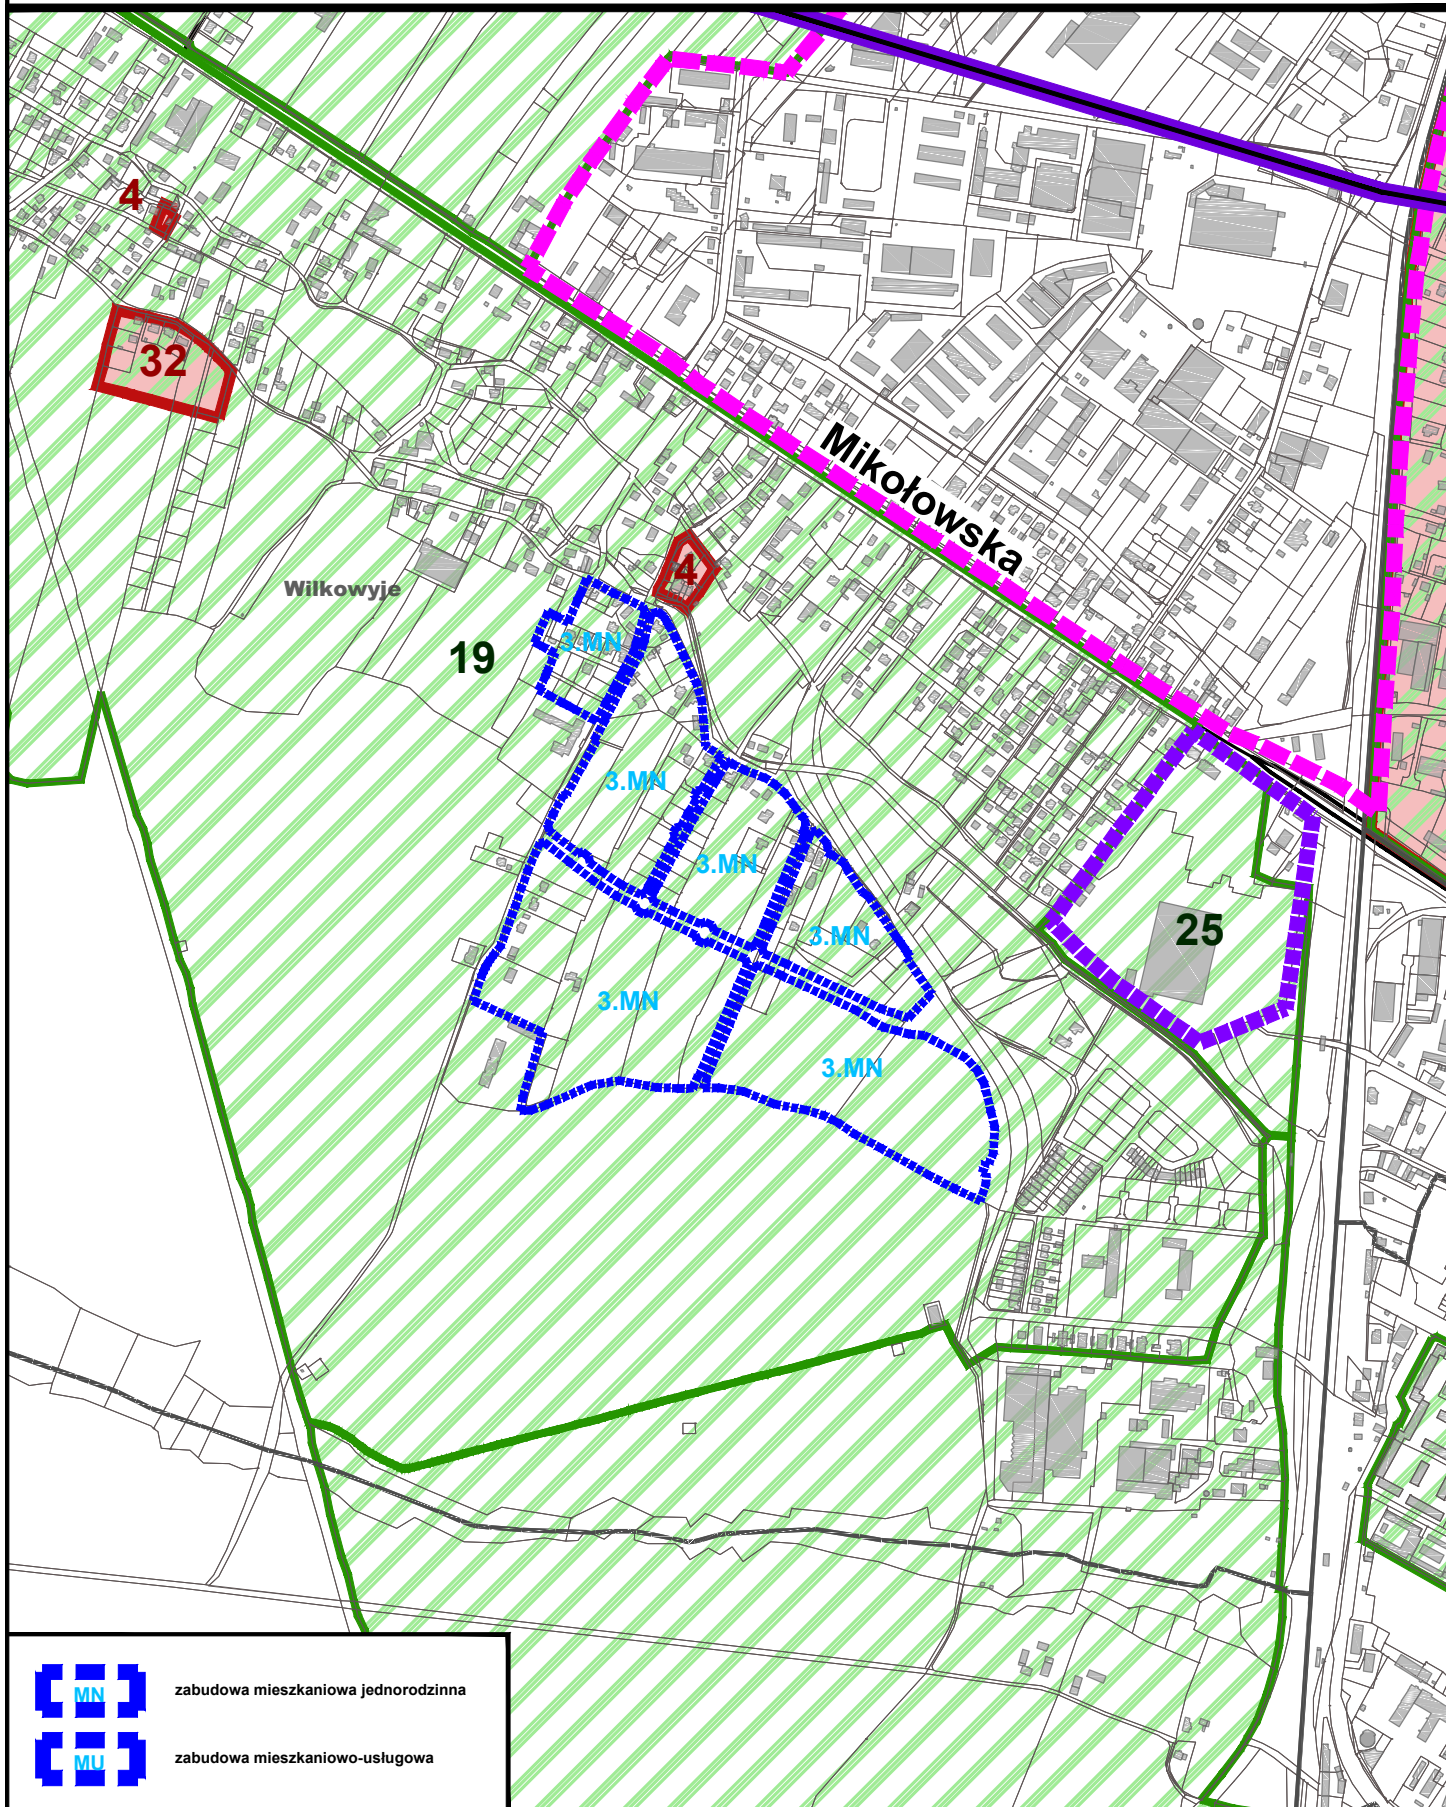 4
32
Mikołowska
4
Wilkowyje
3.MN
19
3.MN
3.MN
25
3.MN
3.MN
3.MN
MN zabudowa mieszkaniowa jednorodzinna
MU zabudowa mieszkaniowo-usługowa